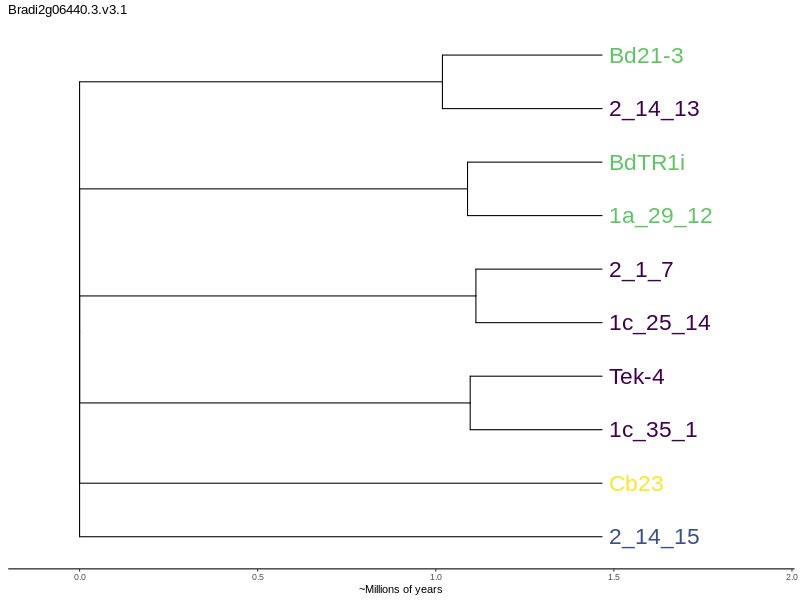 Bradi2g06440.3.v3.1
Bd21-3
2_14_13
BdTR1i
1a_29_12
2_1_7
1c_25_14
Tek-4
1c_35_1
Cb23
2_14_15
0.0 0.5 1.0 1.5 2.0
~Millions of years